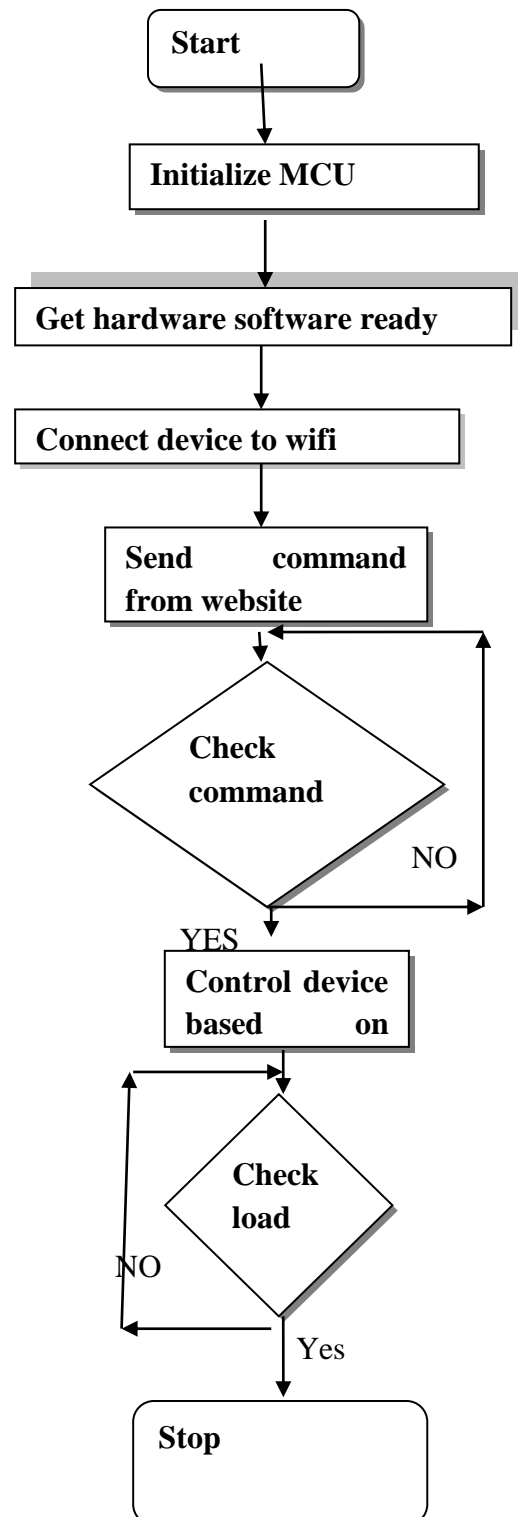 Start
Initialize MCU
Get hardware software ready
Connect device to wifi
Send command
from website
Check
command
NO
YES
Control device
based on
Check
load
NO
Yes
Stop